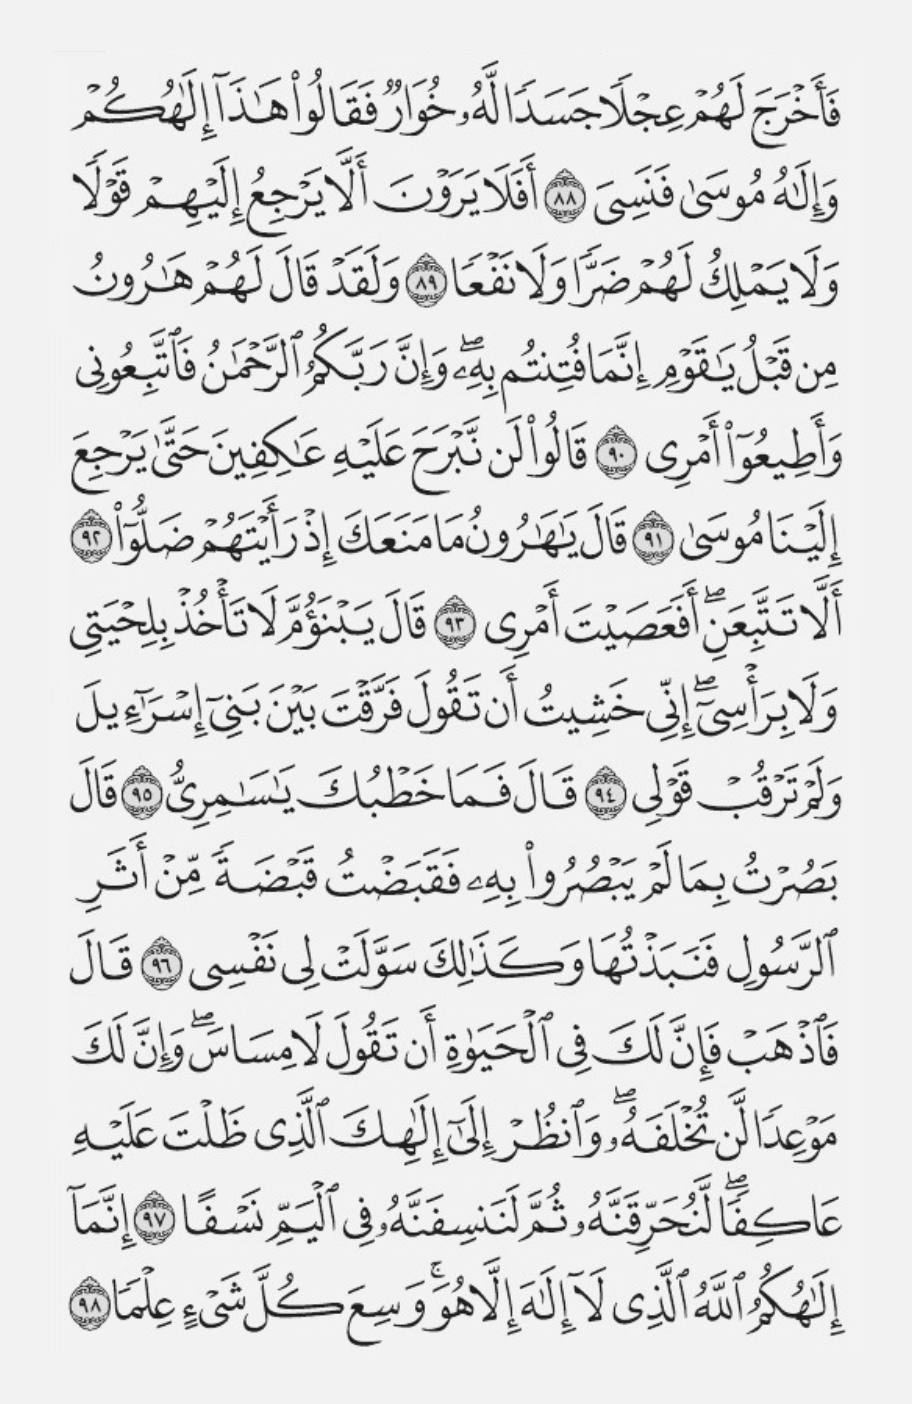 فَأَخْرَجَ لَهُمْ عِجْلًا جَسَدًا لَّهُۥ خُوَارٌ فَقَالُوا۟ هَـٰذَآ إِلَـٰهُكُمْ
وَإِلَـٰهُ مُوسَىٰ فَنَسِىَ ٨٨ أَفَلَا يَرَوْنَ أَلَّا يَرْجِعُ إِلَيْهِمْ قَوْلًا
وَلَا يَمْلِكُ لَهُمْ ضَرًّا وَلَا نَفْعًا ٨٩ وَلَقَدْ قَالَ لَهُمْ هَـٰرُونُ
مِن قَبْلُ يَـٰقَوْمِ إِنَّمَا فُتِنتُم بِهِۦ ۖ وَإِنَّ رَبَّكُمُ ٱلرَّحْمَـٰنُ فَٱتَّبِعُونِى
وَأَطِيعُوٓا۟ أَمْرِى ٩٠ قَالُوا۟ لَن نَّبْرَحَ عَلَيْهِ عَـٰكِفِينَ حَتَّىٰ يَرْجِعَ
إِلَيْنَا مُوسَىٰ ٩١ قَالَ يَـٰهَـٰرُونُ مَا مَنَعَكَ إِذْ رَأَيْتَهُمْ ضَلُّوٓا۟ ٩٢
أَلَّا تَتَّبِعَنِ ۖ أَفَعَصَيْتَ أَمْرِى ٩٣ قَالَ يَبْنَؤُمَّ لَا تَأْخُذْ بِلِحْيَتِى
وَلَا بِرَأْسِىٓ ۖ إِنِّى خَشِيتُ أَن تَقُولَ فَرَّقْتَ بَيْنَ بَنِىٓ إِسْرَٰٓءِيلَ
وَلَمْ تَرْقُبْ قَوْلِى ٩٤ قَالَ فَمَا خَطْبُكَ يَـٰسَـٰمِرِىُّ ٩٥ قَالَ
بَصُرْتُ بِمَا لَمْ يَبْصُرُوا۟ بِهِۦ فَقَبَضْتُ قَبْضَةً مِّنْ أَثَرِ
ٱلرَّسُولِ فَنَبَذْتُهَا وَكَذَٰلِكَ سَوَّلَتْ لِى نَفْسِى ٩٦ قَالَ
فَٱذْهَبْ فَإِنَّ لَكَ فِى ٱلْحَيَوٰةِ أَن تَقُولَ لَا مِسَاسَ ۖ وَإِنَّ لَكَ
مَوْعِدًا لَّن تُخْلَفَهُۥ ۖ وَٱنظُرْ إِلَىٰٓ إِلَـٰهِكَ ٱلَّذِى ظَلْتَ عَلَيْهِ
عَاكِفًا ۖ لَّنُحَرِّقَنَّهُۥ ثُمَّ لَنَنسِفَنَّهُۥ فِى ٱلْيَمِّ نَسْفًا ٩٧ إِنَّمَآ
إِلَـٰهُكُمُ ٱللَّهُ ٱلَّذِى لَآ إِلَـٰهَ إِلَّا هُوَ ۚ وَسِعَ كُلَّ شَىْءٍ عِلْمًا ٩٨